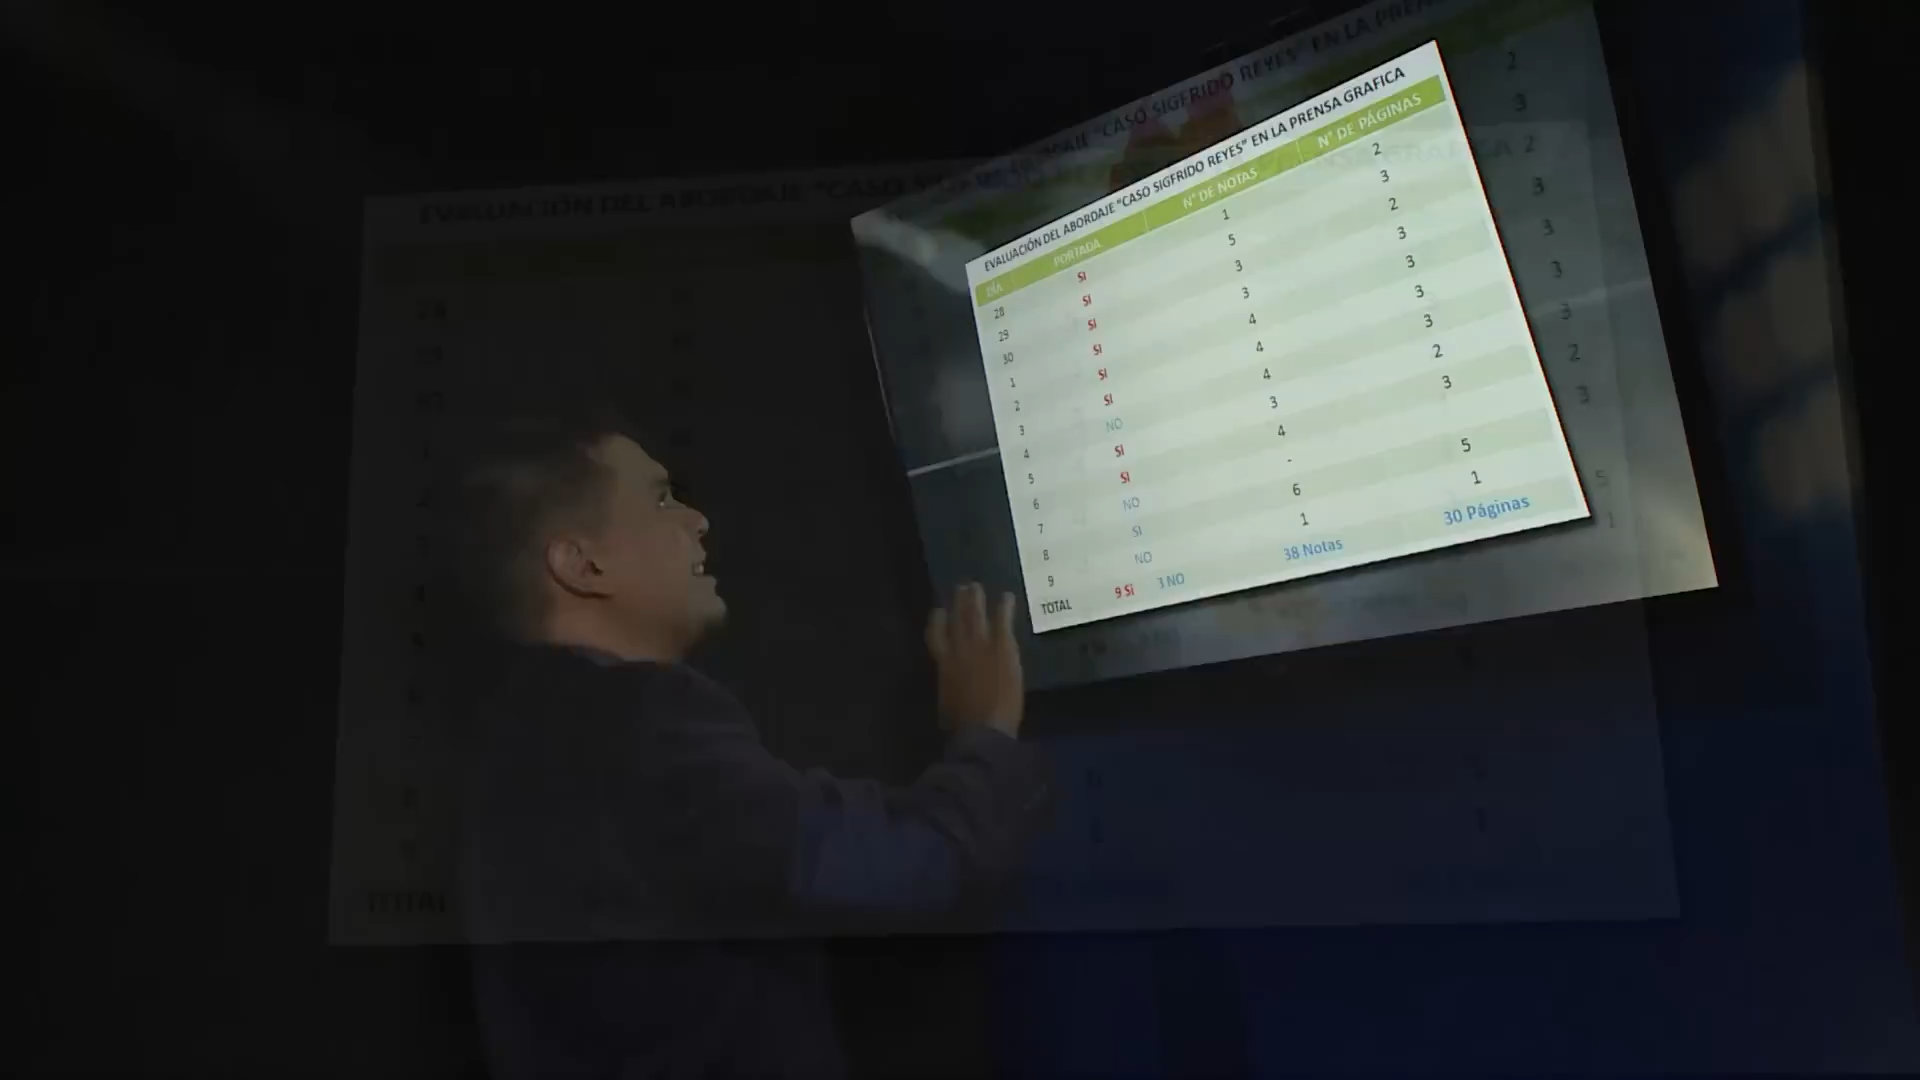 EVALUACIÓN DEL ABORDAJE "CASO SIGFRIDO REYES" EN LA PRENSA GRAFICA
DÍA PORTADA N° DE NOTAS N° DE PÁGINAS
28 SI 1 2
29 SI 5 3
30 SI 3 2
1 SI 3 3
2 SI 4 3
3 SI 4 3
4 NO 4 3
5 SI 3 2
6 SI 4 3
7 NO -
8 SI 6 5
9 NO 1 1
TOTAL 9 Si 3 NO 38 Notas 30 Páginas